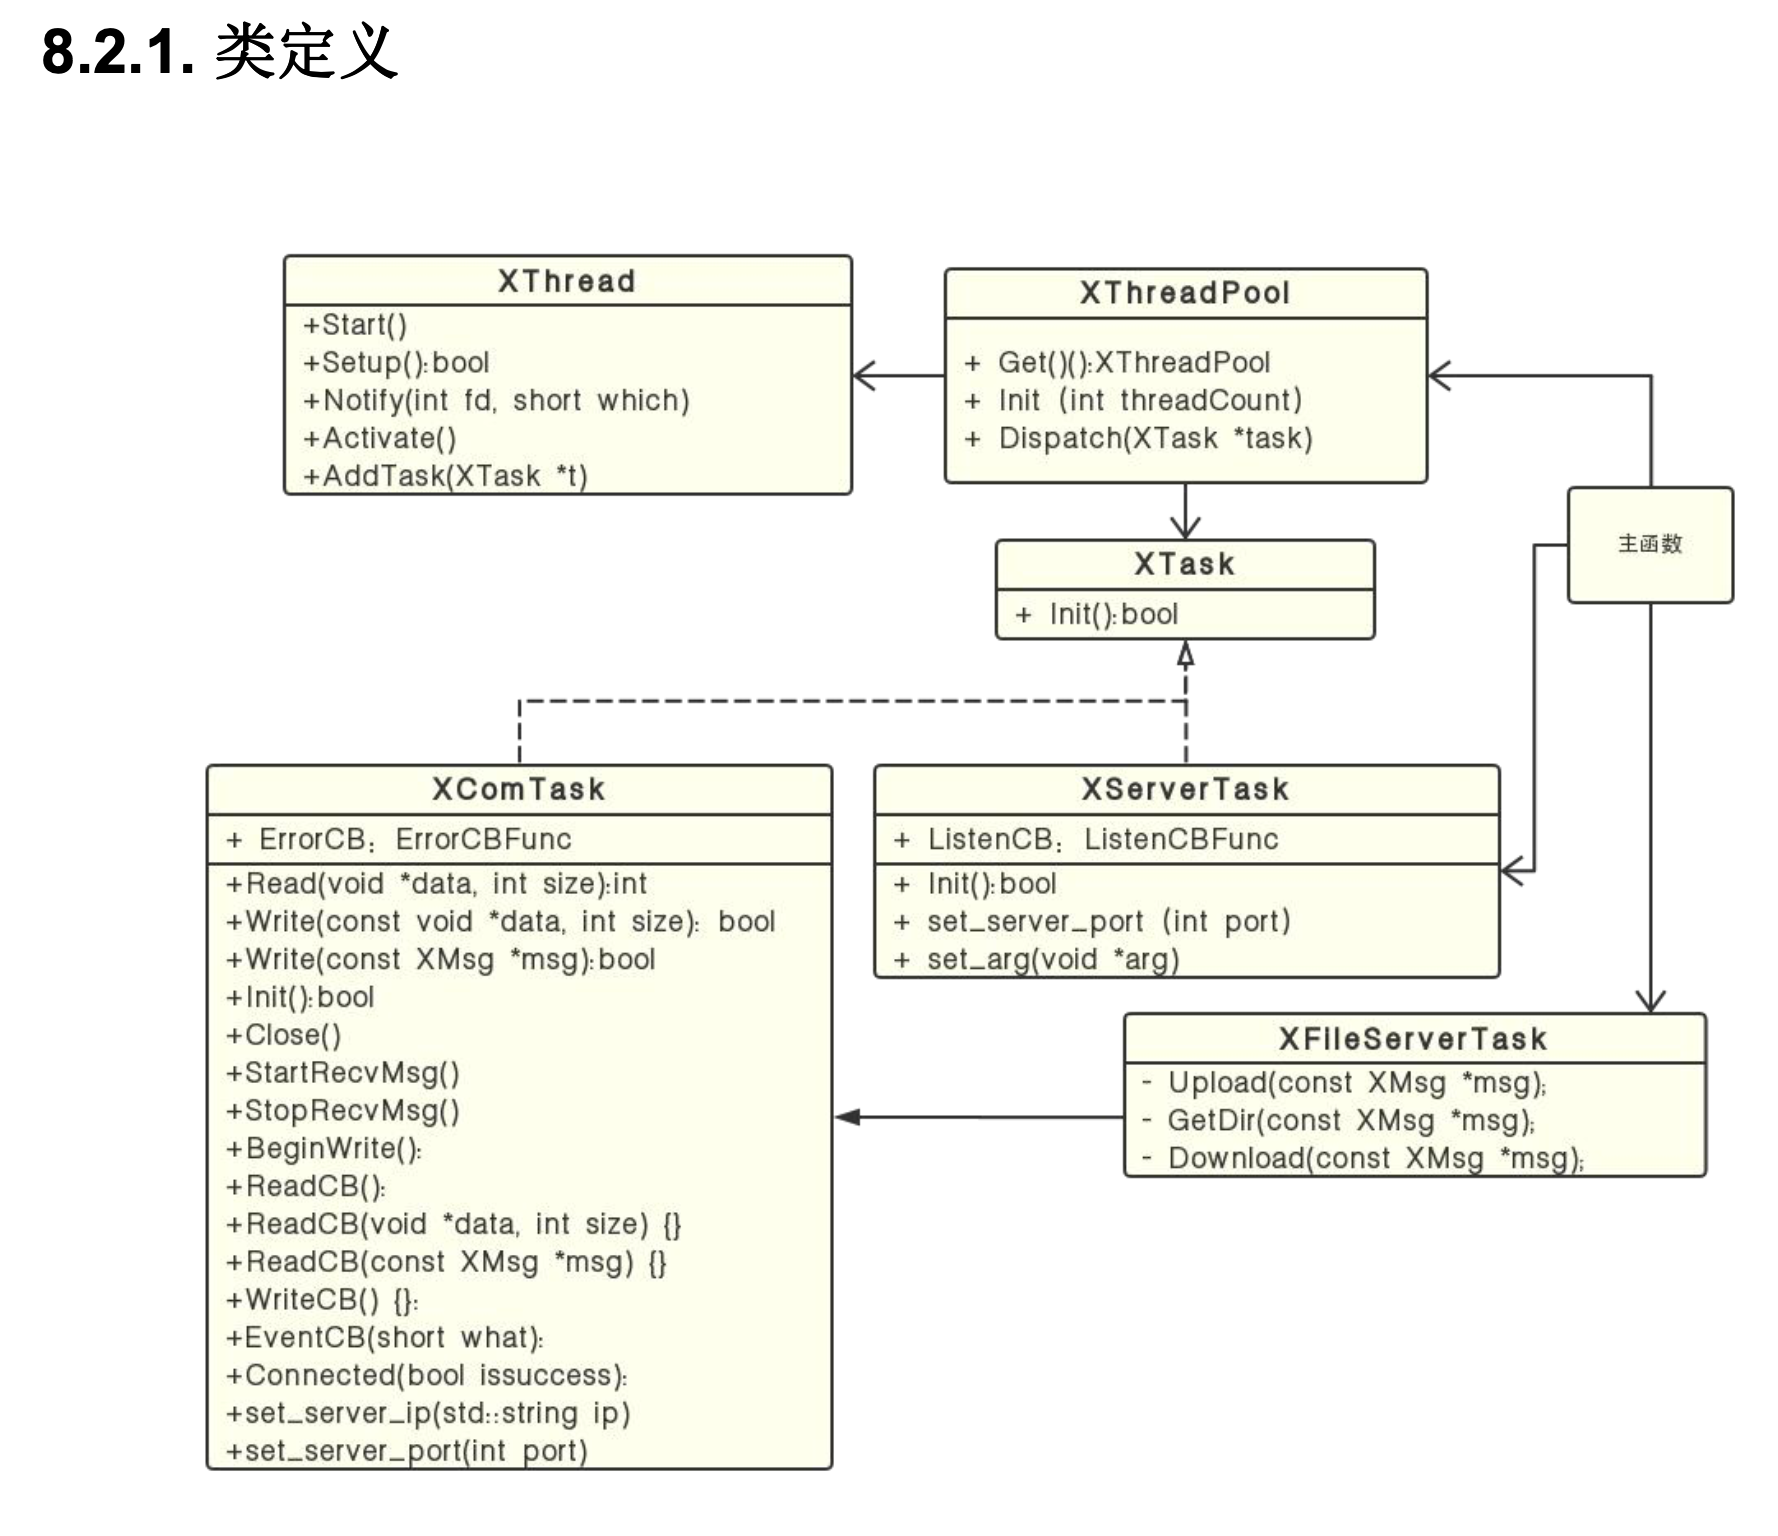 8.2.1. 类定义
XThread
+Start()
+Setup():bool
+Notify(int fd, short which)
+Activate()
+AddTask(XTask *t)
XThreadPool
+ Get()():XThreadPool
+ Init (int threadCount)
+ Dispatch(XTask *task)
主函数
XTask
+ Init():bool
XComTask
+ ErrorCB：ErrorCBFunc
+Read(void *data, int size):int
+Write(const void *data, int size): bool
+Write(const XMsg *msg):bool
+Init():bool
+Close()
+StartRecvMsg()
+StopRecvMsg()
+BeginWrite():
+ReadCB():
+ReadCB(void *data, int size) {}
+ReadCB(const XMsg *msg) {}
+WriteCB() {}:
+EventCB(short what):
+Connected(bool issuccess):
+set_server_ip(std::string ip)
+set_server_port(int port)
XServerTask
+ ListenCB：ListenCBFunc
+ Init():bool
+ set_server_port (int port)
+ set_arg(void *arg)
XFileServerTask
- Upload(const XMsg *msg);
- GetDir(const XMsg *msg);
- Download(const XMsg *msg);